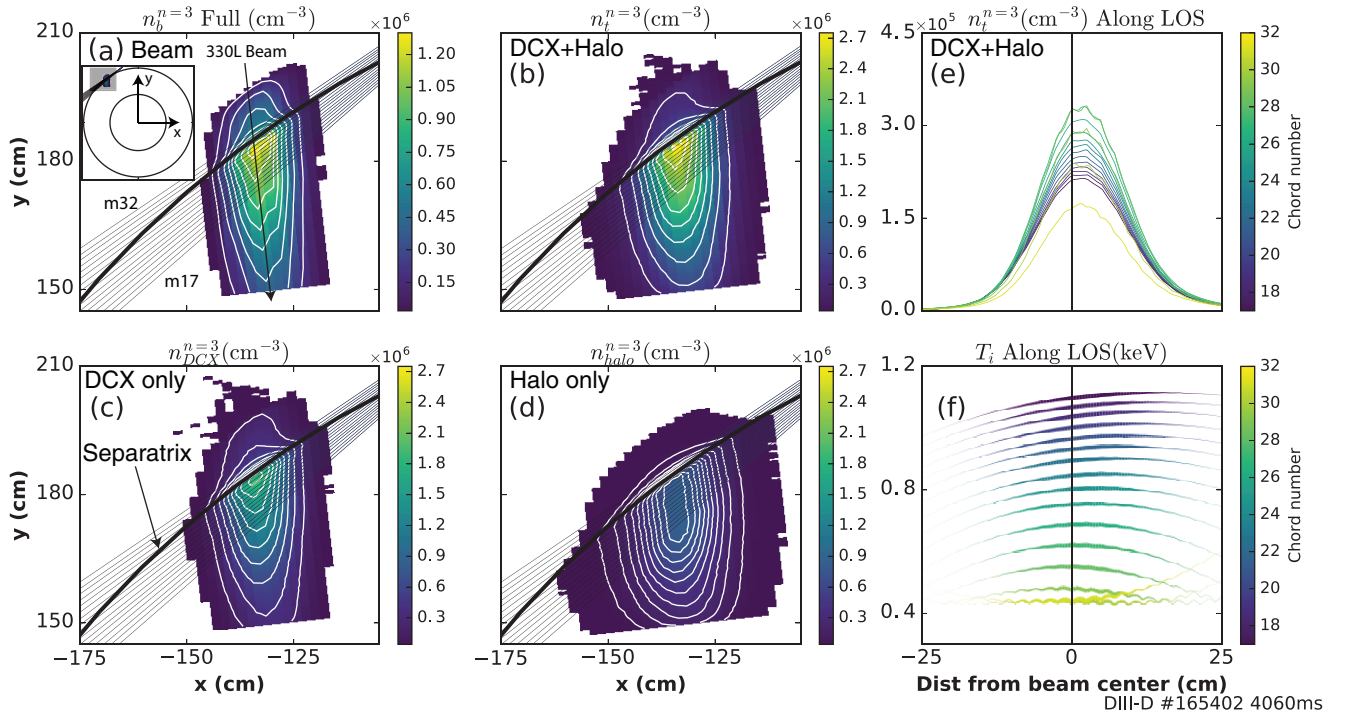 n_b^{n=3} Full (cm^{-3})
×10^6
210
180
150
y (cm)
(a) Beam
330L Beam
y
x
m32
m17
1.20
1.05
0.90
0.75
0.60
0.45
0.30
0.15
n_t^{n=3}(cm^{-3})
×10^6
DCX+Halo
(b)
2.7
2.4
2.1
1.8
1.5
1.2
0.9
0.6
0.3
n_t^{n=3}(cm^{-3}) Along LOS
×10^5
4.5
3.0
1.5
0.0
DCX+Halo
(e)
32
30
28
26
24
22
20
18
Chord number
n_{DCX}^{n=3}(cm^{-3})
×10^6
210
180
150
y (cm)
DCX only
(c)
Separatrix
−175
−150
−125
x (cm)
2.7
2.4
2.1
1.8
1.5
1.2
0.9
0.6
0.3
n_{halo}^{n=3}(cm^{-3})
×10^6
Halo only
(d)
−175
−150
−125
x (cm)
2.7
2.4
2.1
1.8
1.5
1.2
0.9
0.6
0.3
T_i Along LOS(keV)
1.2
0.8
0.4
(f)
−25
0
25
Dist from beam center (cm)
32
30
28
26
24
22
20
18
Chord number
DIII-D #165402 4060ms